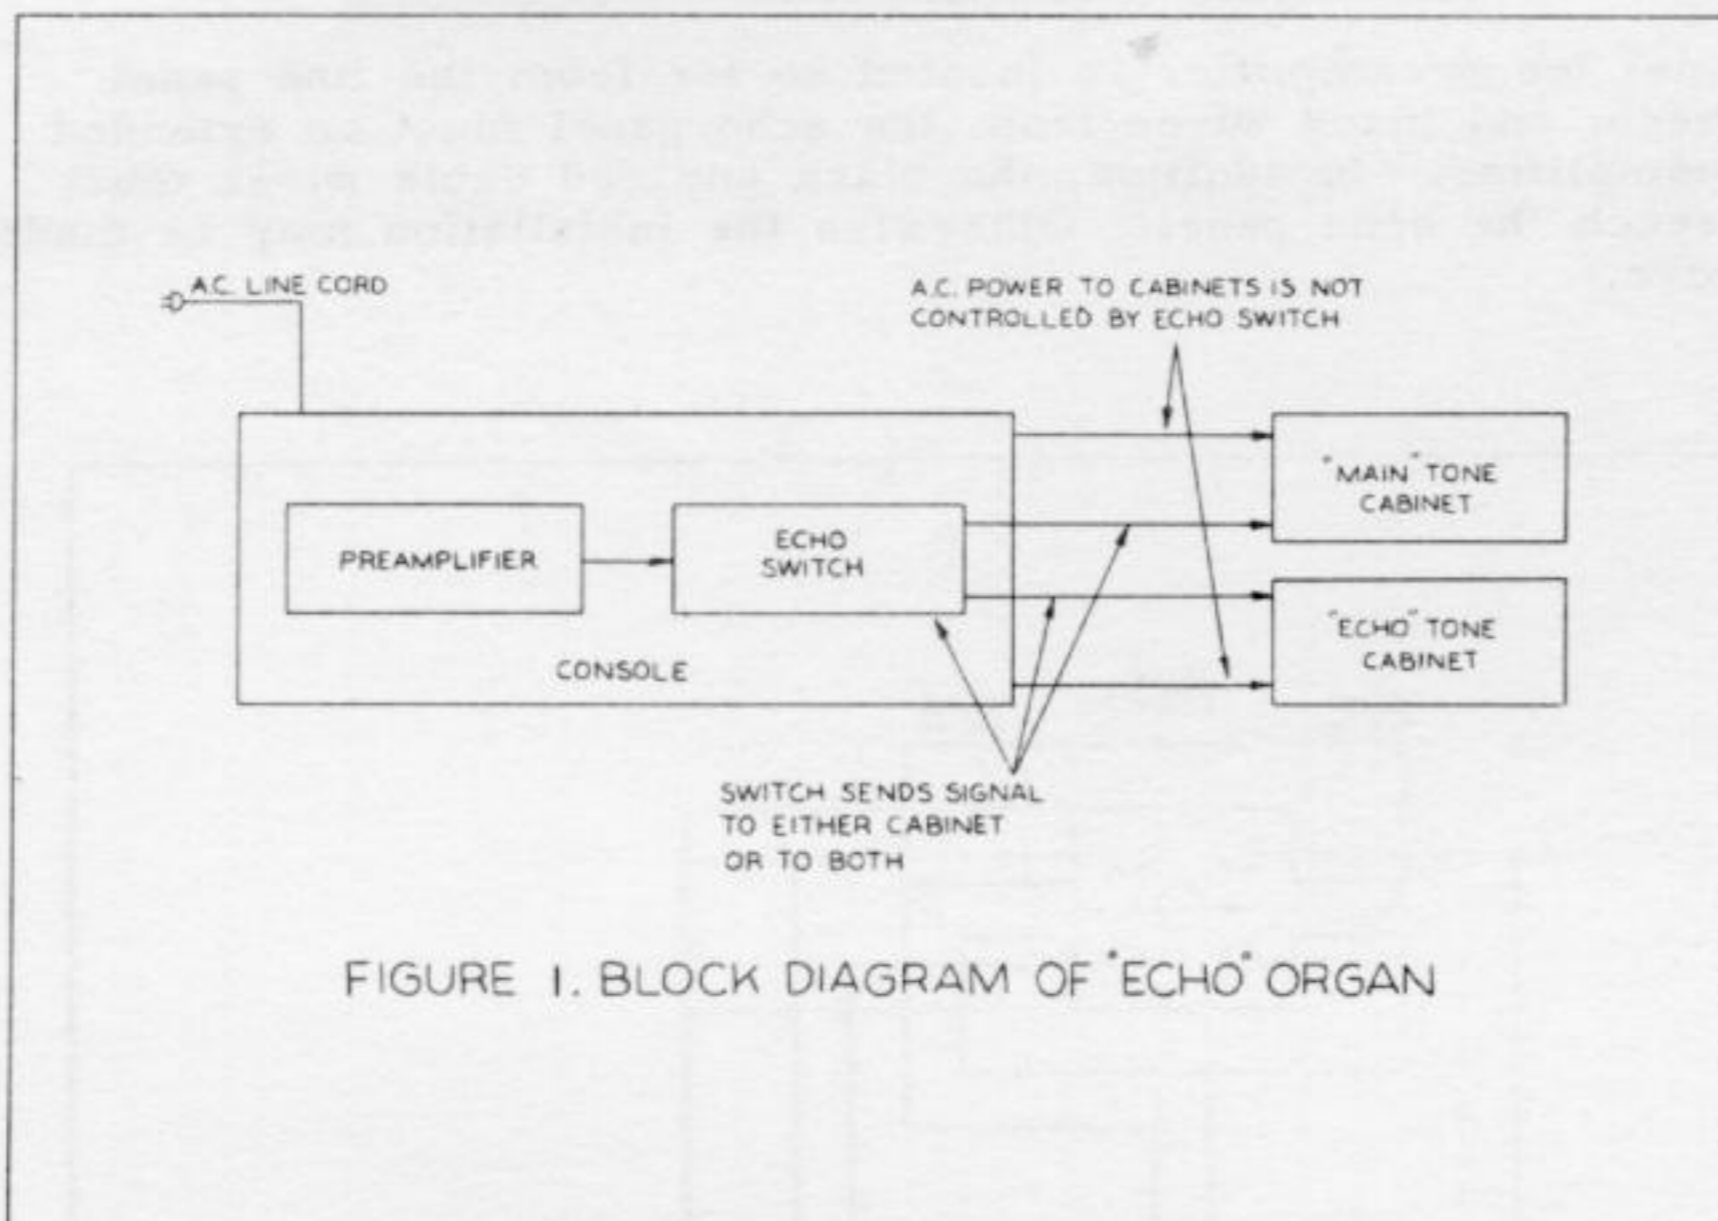 A.C. LINE CORD
A.C. POWER TO CABINETS IS NOT
CONTROLLED BY ECHO SWITCH
"MAIN" TONE
CABINET
PREAMPLIFIER
ECHO
SWITCH
"ECHO" TONE
CABINET
CONSOLE
SWITCH SENDS SIGNAL
TO EITHER CABINET
OR TO BOTH
FIGURE 1. BLOCK DIAGRAM OF "ECHO" ORGAN